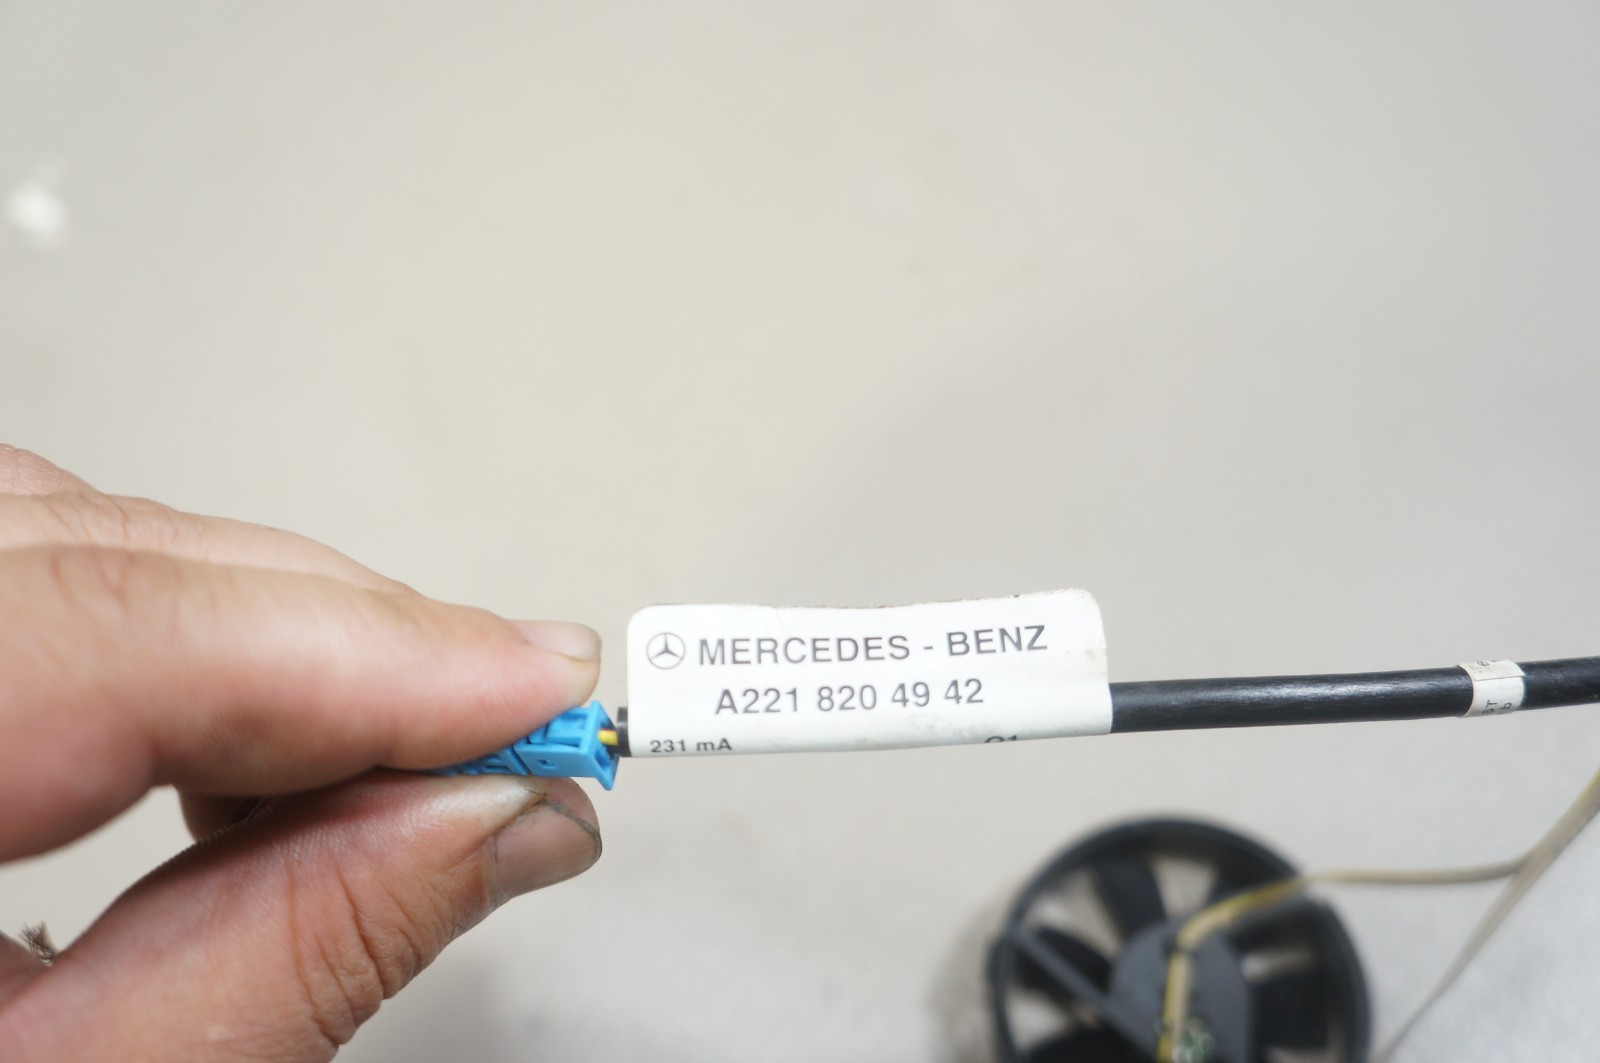 MERCEDES - BENZ
A221 820 49 42
231 mA